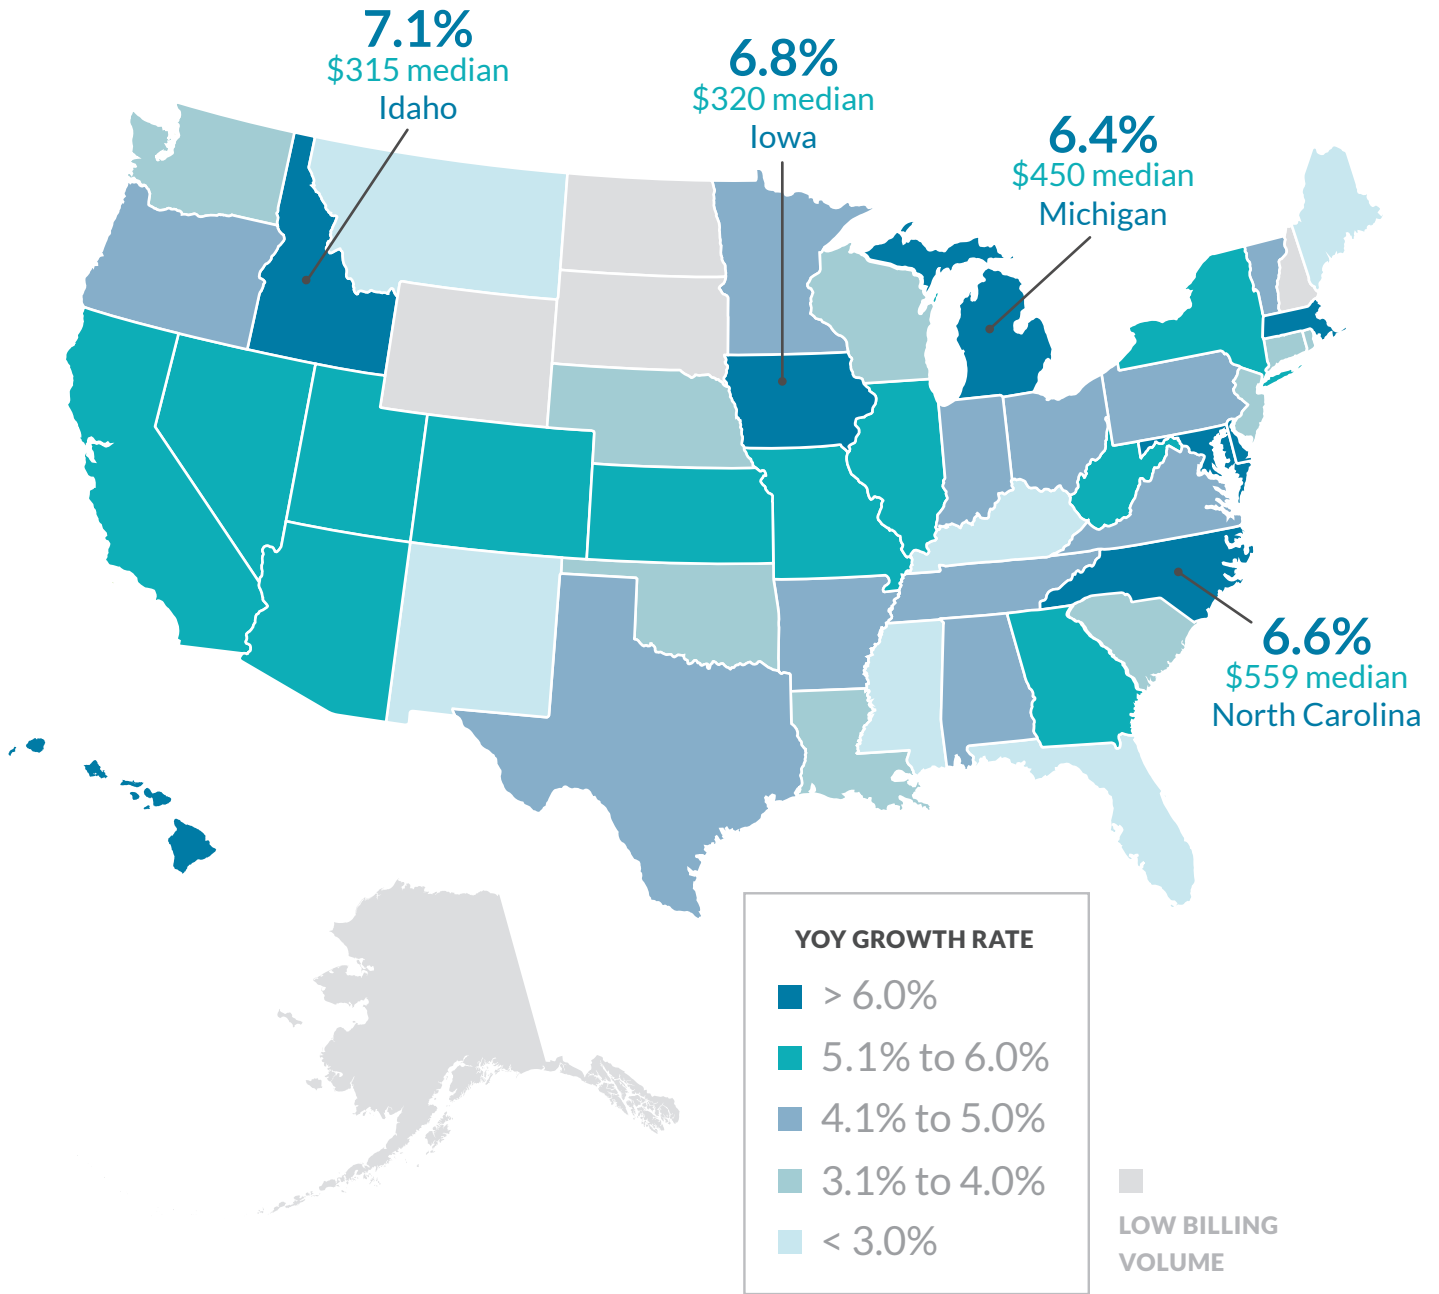 7.1%
$315 median
Idaho
6.8%
$320 median
Iowa
6.4%
$450 median
Michigan
6.6%
$559 median
North Carolina
YOY GROWTH RATE
> 6.0%
5.1% to 6.0%
4.1% to 5.0%
3.1% to 4.0%
< 3.0%
LOW BILLING
VOLUME